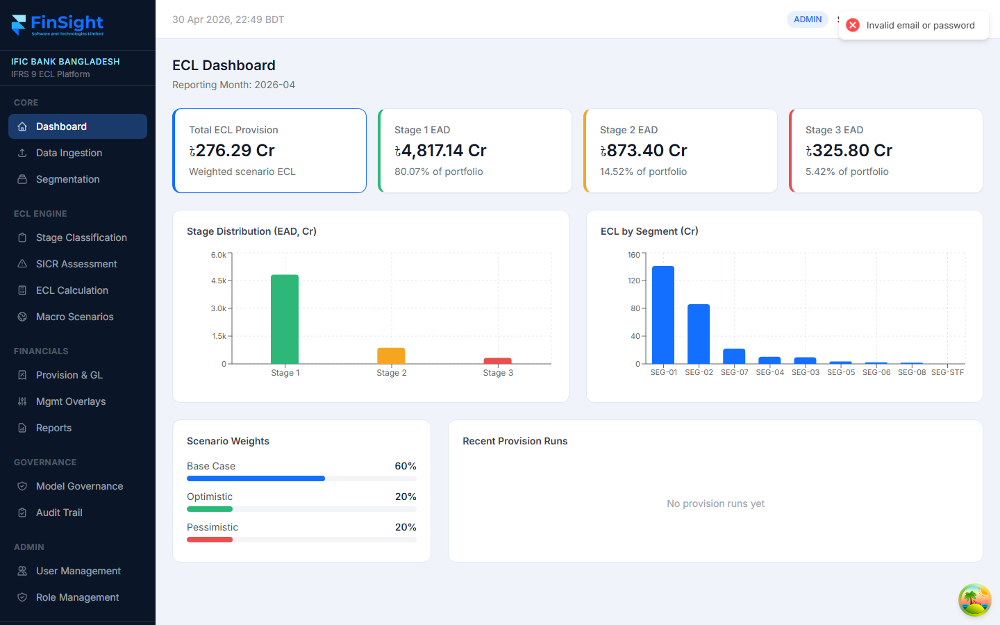 FinSight
Software and Technologies Limited
IFIC BANK BANGLADESH
IFRS 9 ECL Platform
CORE
Dashboard
Data Ingestion
Segmentation
ECL ENGINE
Stage Classification
SICR Assessment
ECL Calculation
Macro Scenarios
FINANCIALS
Provision & GL
Mgmt Overlays
Reports
GOVERNANCE
Model Governance
Audit Trail
ADMIN
User Management
Role Management
30 Apr 2026, 22:49 BDT
ADMIN
Invalid email or password
ECL Dashboard
Reporting Month: 2026-04
Total ECL Provision
৳276.29 Cr
Weighted scenario ECL
Stage 1 EAD
৳4,817.14 Cr
80.07% of portfolio
Stage 2 EAD
৳873.40 Cr
14.52% of portfolio
Stage 3 EAD
৳325.80 Cr
5.42% of portfolio
Stage Distribution (EAD, Cr)
6.0k
4.5k
3.0k
1.5k
0
Stage 1 Stage 2 Stage 3
ECL by Segment (Cr)
160
120
80
40
0
SEG-01 SEG-02 SEG-07 SEG-04 SEG-03 SEG-05 SEG-06 SEG-08 SEG-STF
Scenario Weights
Base Case 60%
Optimistic 20%
Pessimistic 20%
Recent Provision Runs
No provision runs yet